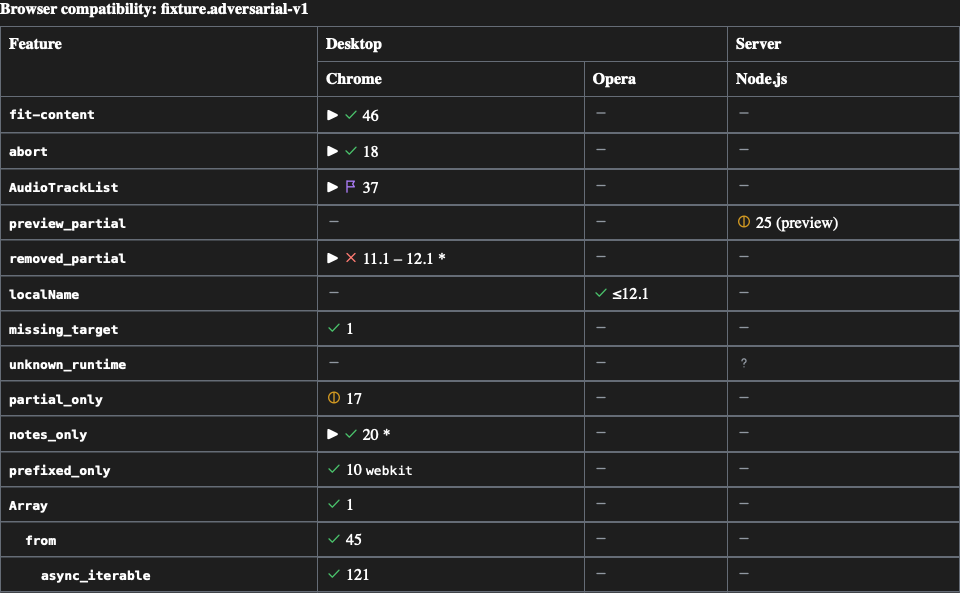 Browser compatibility: fixture.adversarial-v1
Feature Desktop Server
Chrome Opera Node.js
fit-content ▶ ✓ 46 — —
abort ▶ ✓ 18 — —
AudioTrackList ▶ 37 — —
preview_partial — — 25 (preview)
removed_partial ▶ ✕ 11.1 – 12.1 * — —
localName — ✓ ≤12.1 —
missing_target ✓ 1 — —
unknown_runtime — — ?
partial_only 17 — —
notes_only ▶ ✓ 20 * — —
prefixed_only ✓ 10 webkit — —
Array ✓ 1 — —
from ✓ 45 — —
async_iterable ✓ 121 — —